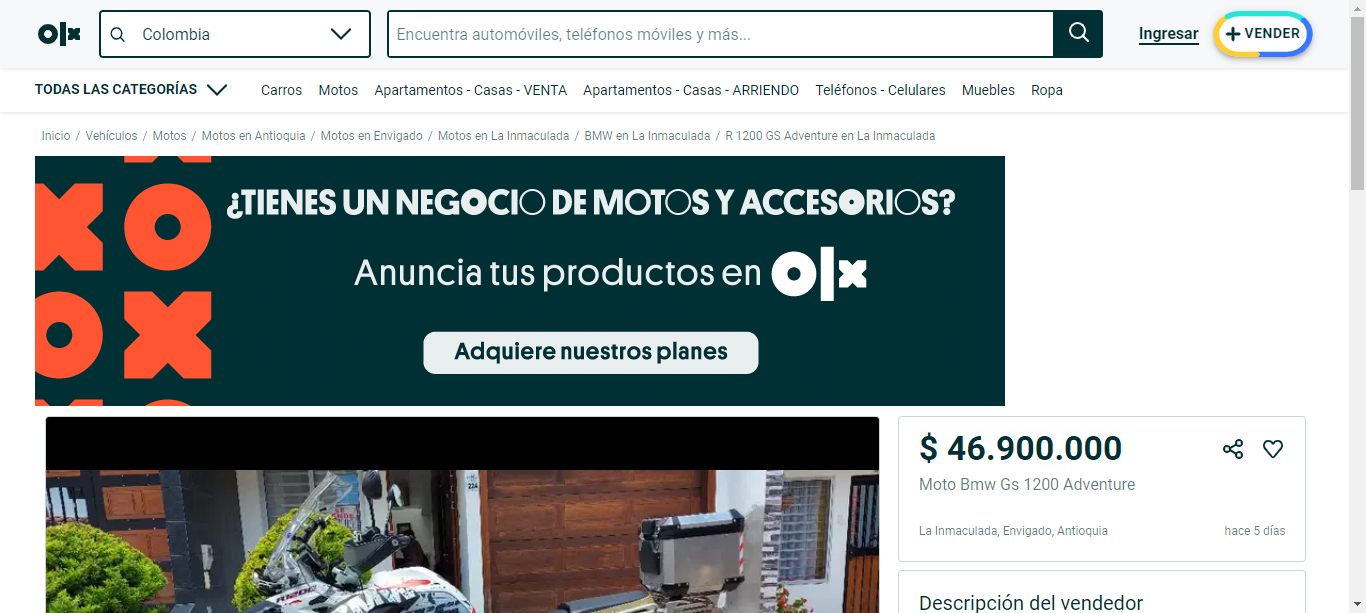 olx
Colombia
Encuentra automóviles, teléfonos móviles y más...
Ingresar
VENDER
TODAS LAS CATEGORÍAS
Carros
Motos
Apartamentos - Casas - VENTA
Apartamentos - Casas - ARRIENDO
Teléfonos - Celulares
Muebles
Ropa
Inicio / Vehículos / Motos / Motos en Antioquia / Motos en Envigado / Motos en La Inmaculada / BMW en La Inmaculada / R 1200 GS Adventure en La Inmaculada
¿TIENES UN NEGOCIO DE MOTOS Y ACCESORIOS?
Anuncia tus productos en olx
Adquiere nuestros planes
224
SE
R1200
$ 46.900.000
Moto Bmw Gs 1200 Adventure
La Inmaculada, Envigado, Antioquia
hace 5 días
Descripción del vendedor